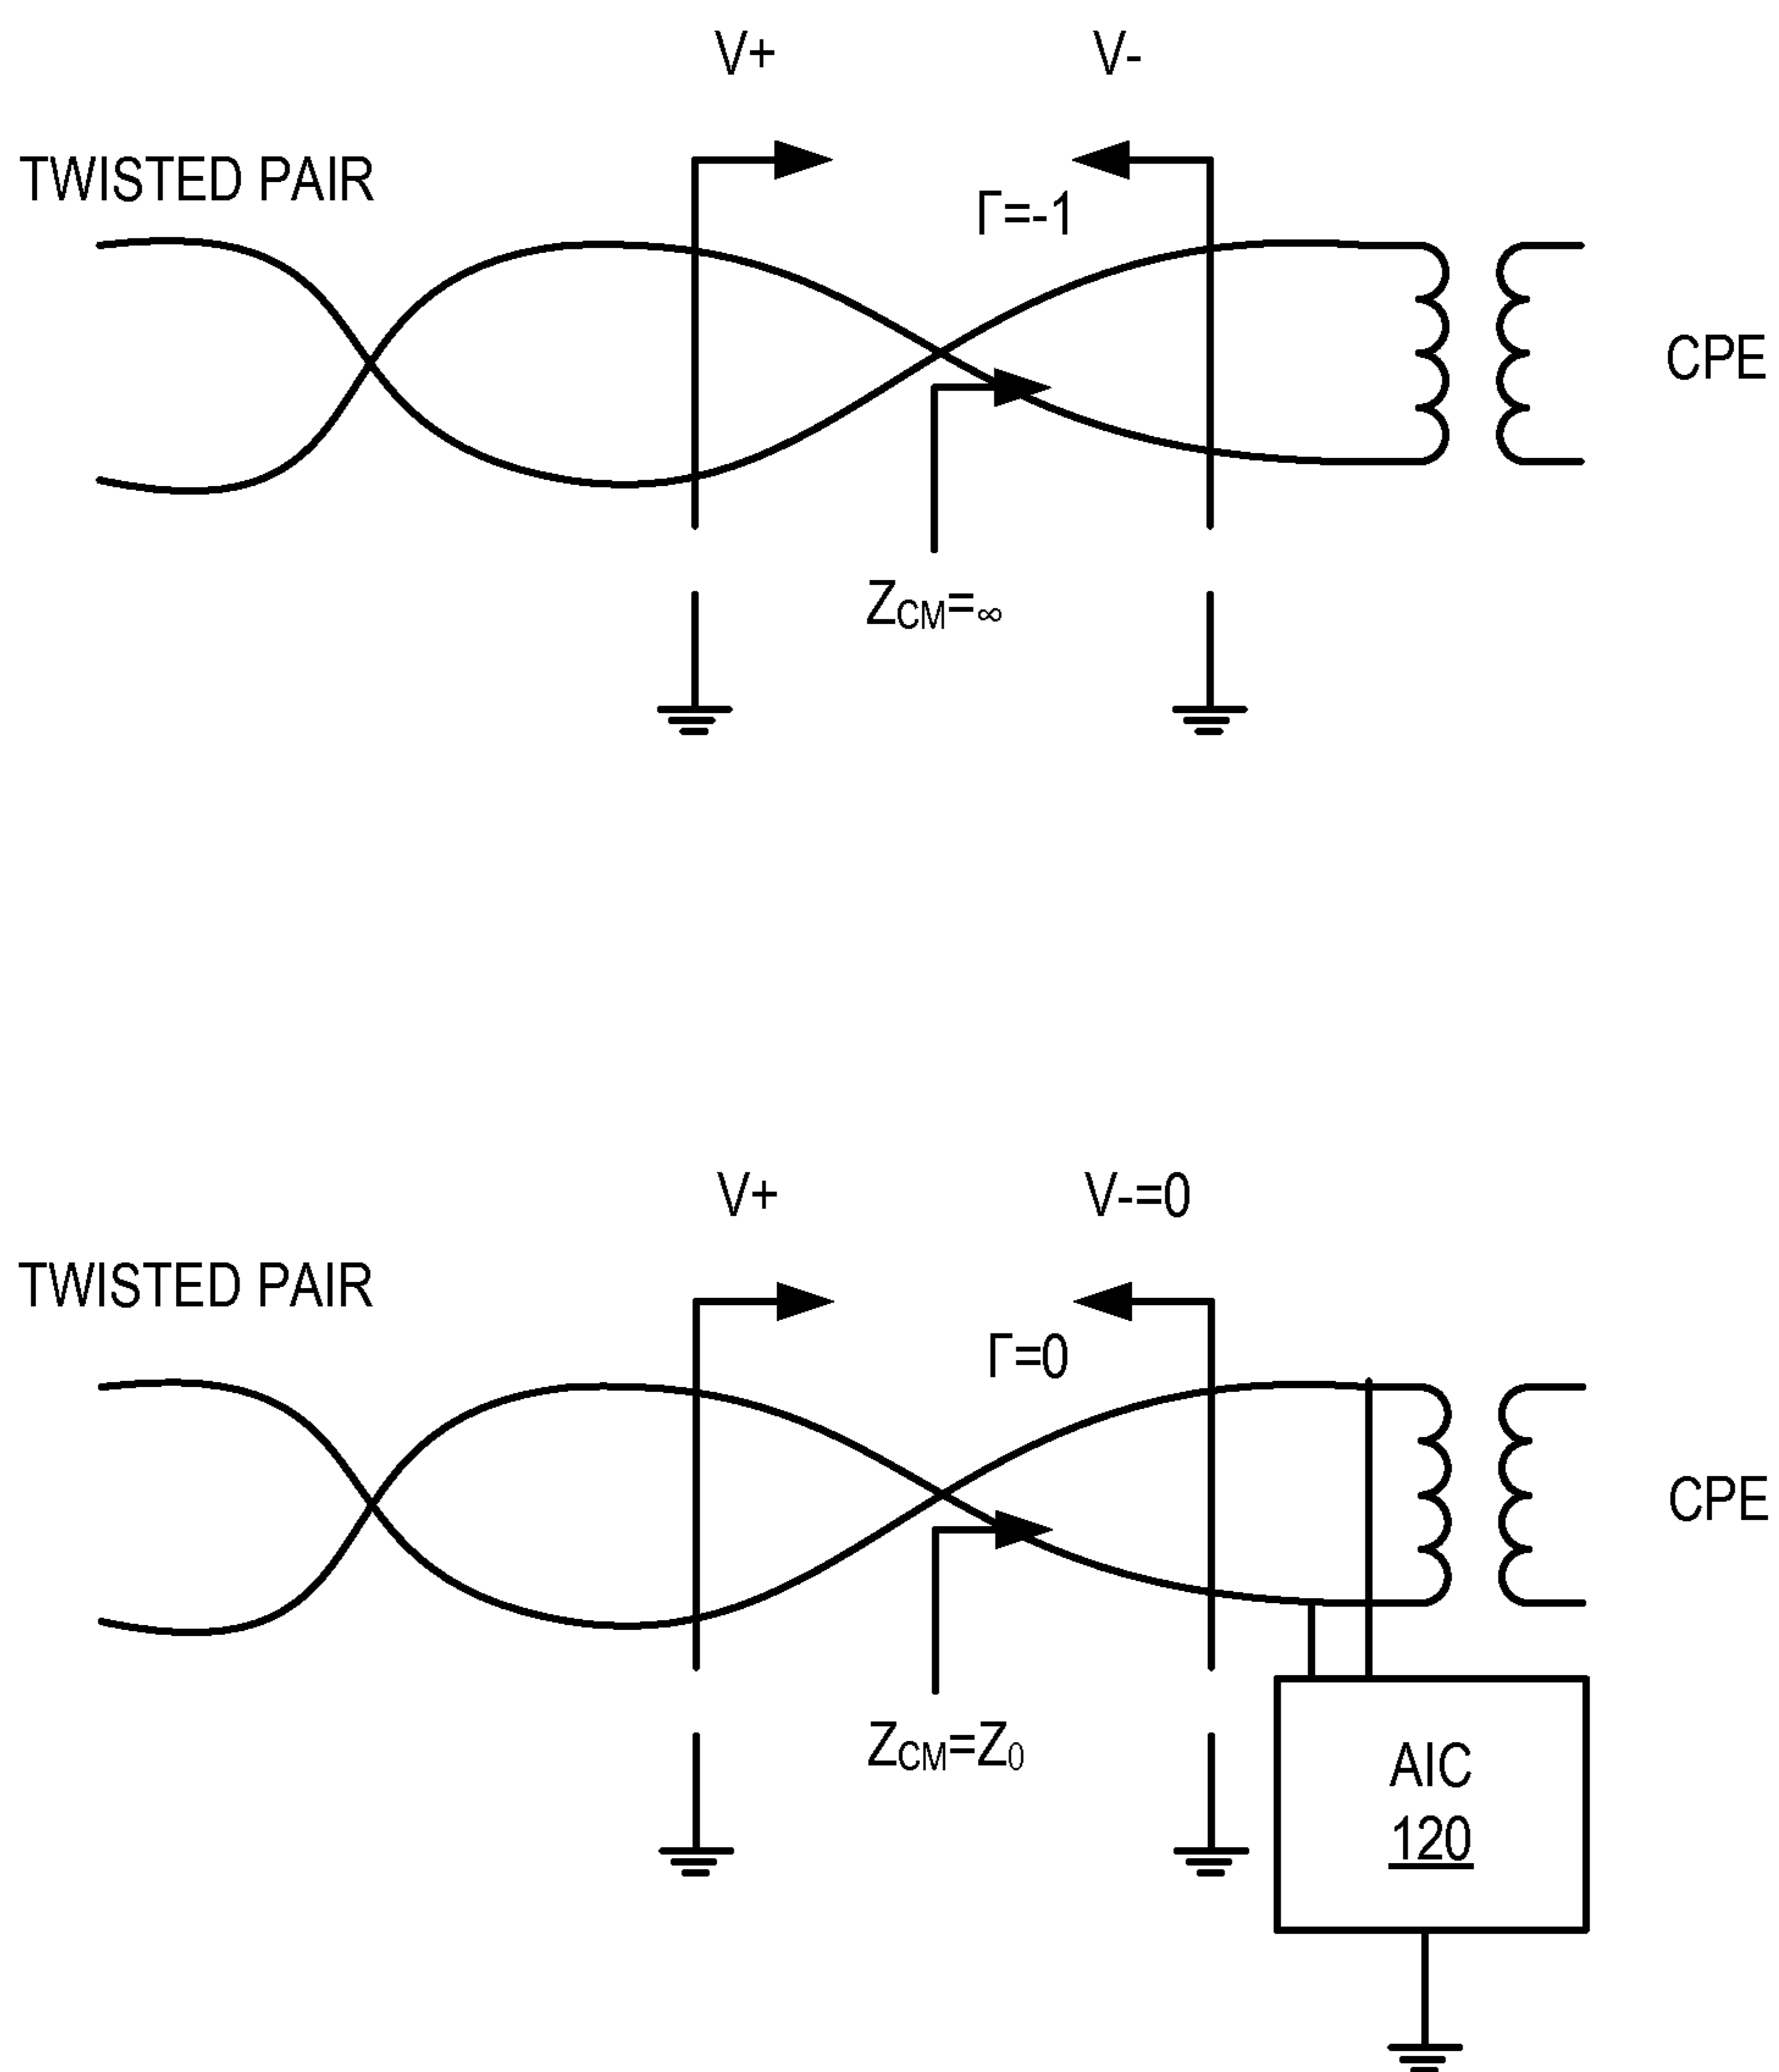 V+ V-
TWISTED PAIR
Γ=-1
CPE
ZCM=∞
V+ V-=0
TWISTED PAIR
Γ=0
CPE
ZCM=Z0
AIC
120